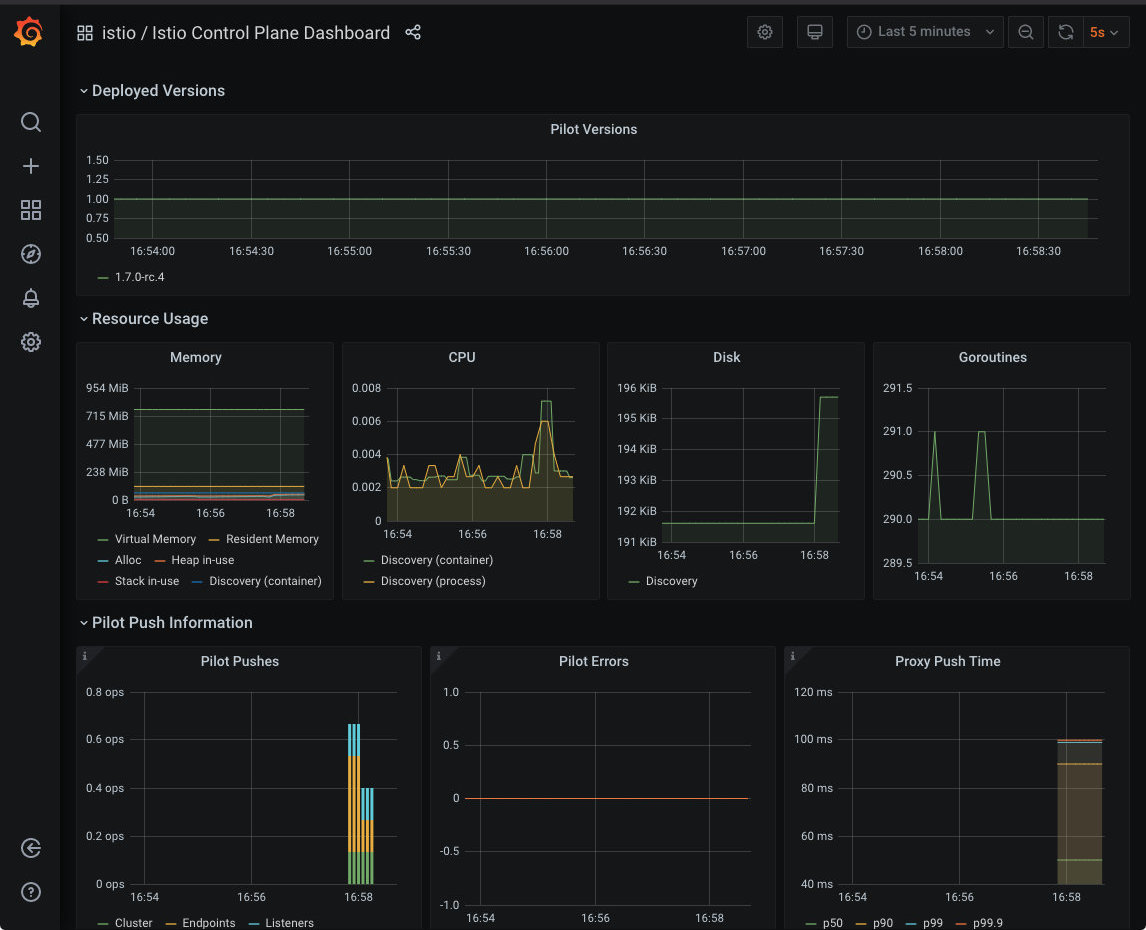 istio / Istio Control Plane Dashboard
Last 5 minutes
5s
Deployed Versions
Pilot Versions
1.50
1.25
1.00
0.75
0.50
16:54:00 16:54:30 16:55:00 16:55:30 16:56:00 16:56:30 16:57:00 16:57:30 16:58:00 16:58:30
1.7.0-rc.4
Resource Usage
Memory
954 MiB
715 MiB
477 MiB
238 MiB
0 B
16:54 16:56 16:58
Virtual Memory Resident Memory
Alloc Heap in-use
Stack in-use Discovery (container)
CPU
0.008
0.006
0.004
0.002
0
16:54 16:56 16:58
Discovery (container)
Discovery (process)
Disk
196 KiB
195 KiB
194 KiB
193 KiB
192 KiB
191 KiB
16:54 16:56 16:58
Discovery
Goroutines
291.5
291.0
290.5
290.0
289.5
16:54 16:56 16:58
Pilot Push Information
i
Pilot Pushes
0.8 ops
0.6 ops
0.4 ops
0.2 ops
0 ops
16:54 16:56 16:58
Cluster Endpoints Listeners
i
Pilot Errors
1.0
0.5
0
-0.5
-1.0
16:54 16:56 16:58
i
Proxy Push Time
120 ms
100 ms
80 ms
60 ms
40 ms
16:54 16:56 16:58
p50 p90 p99 p99.9